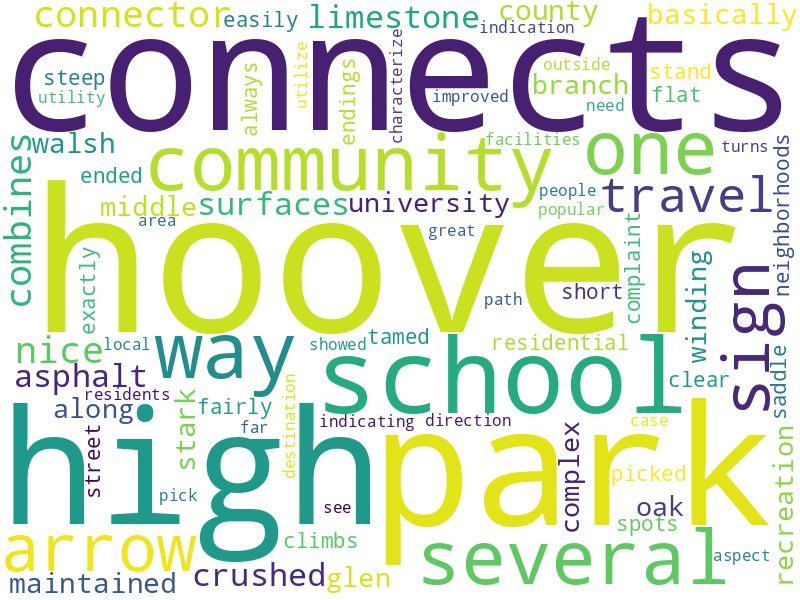 connector
easily
limestone
county
indication
basically
connects
steep
utility
always
utilize
endings
characterize
improved
outside
branch
need
stand
flat
combines
walsh
ended
community
facilities
one
turns
middle
area
surfaces
university
people
popular
travel
neighborhoods
hoover
great
path
short
complaint
winding
sign
exactly
local
nice
way
showed
tamed
residential
school
clear
saddle
asphalt
residents
along
street
stark
fairly
far
destination
indicating
direction
complex
case
high
park
pick
see
picked
oak
spots
recreation
arrow
climbs
several
aspect
maintained
crushed
glen